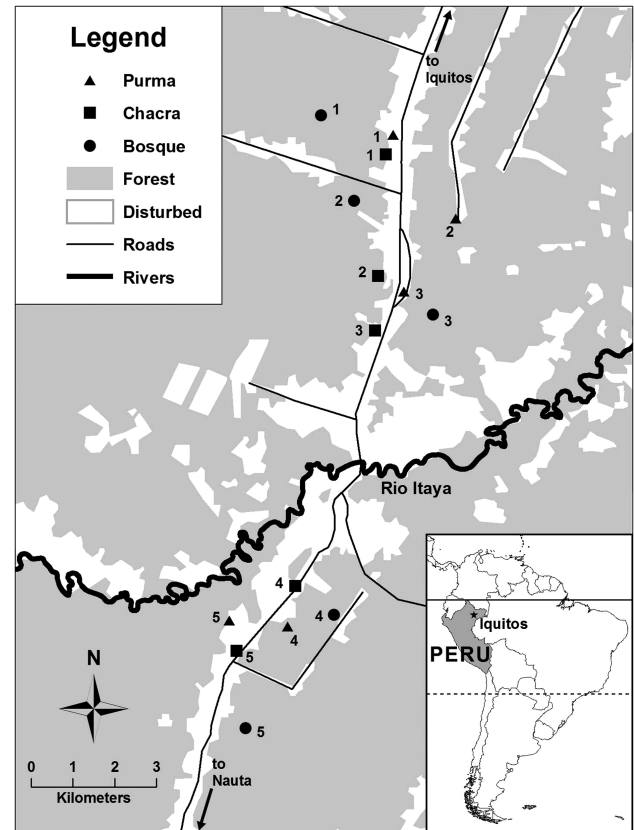 Legend
Purma
Chacra
Bosque
Forest
Disturbed
Roads
Rivers
to
Iquitos
1
1
1
2
2
2
3
3
3
Rio Itaya
4
4
5
4
5
5
to
Nauta
N
0 1 2 3
Kilometers
Iquitos
PERU